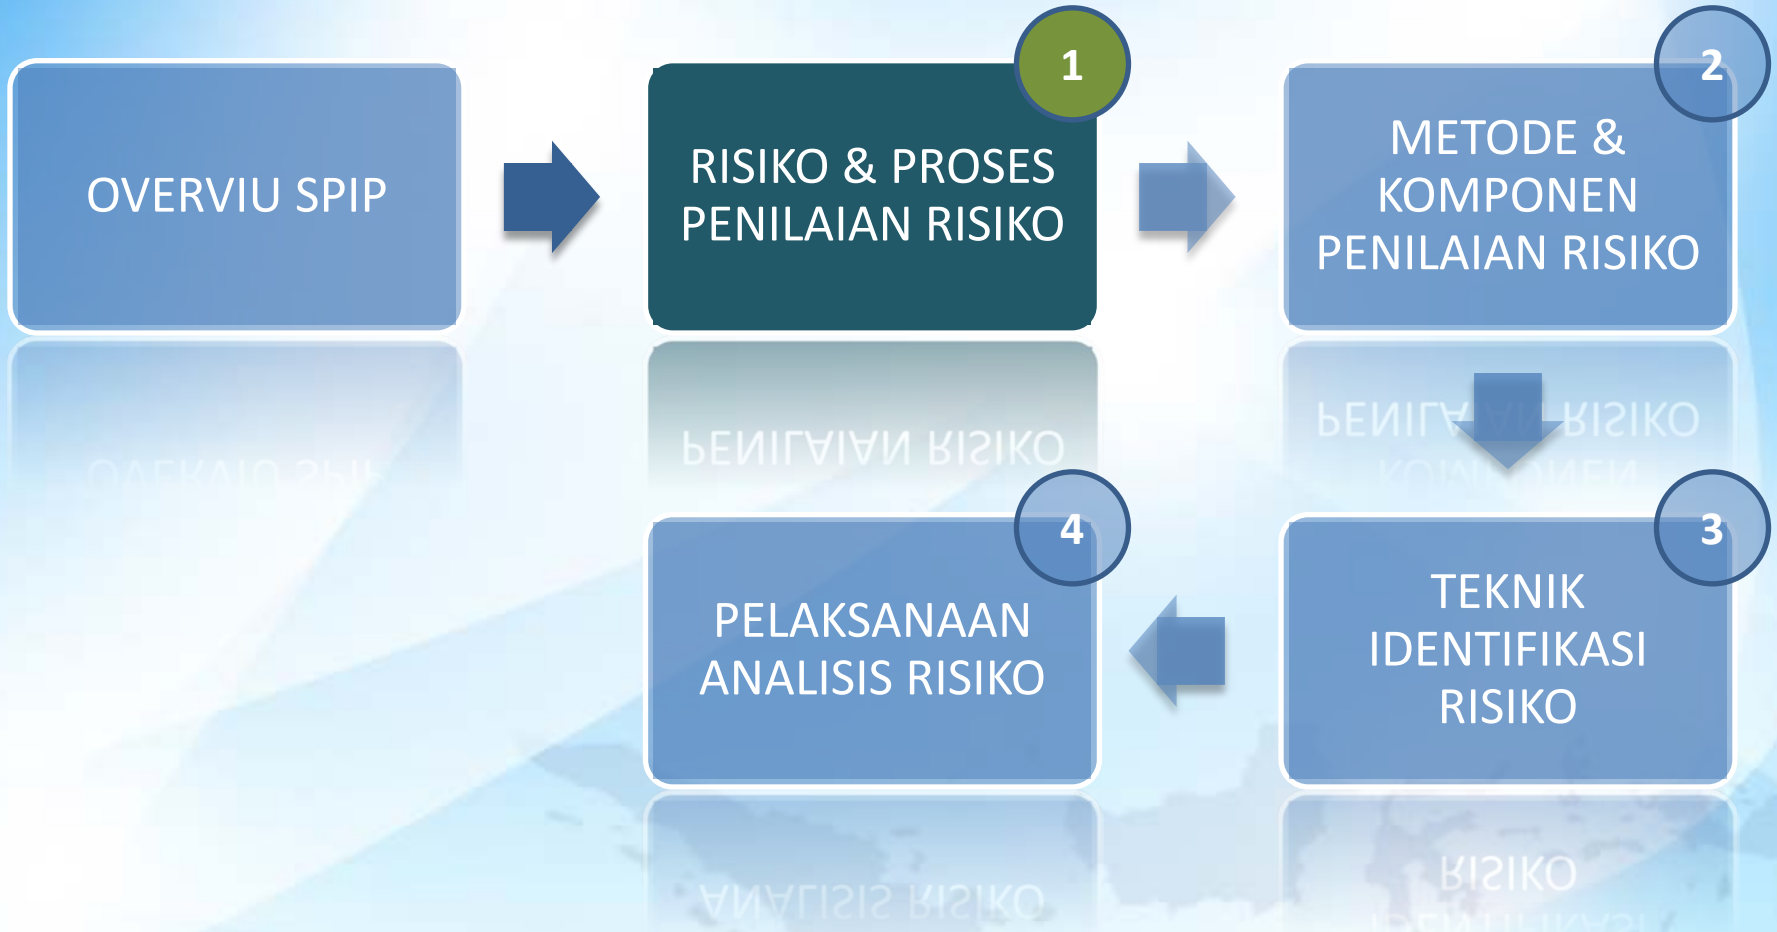 OVERVIU SPIP
1
RISIKO & PROSES
PENILAIAN RISIKO
2
METODE &
KOMPONEN
PENILAIAN RISIKO
3
TEKNIK
IDENTIFIKASI
RISIKO
4
PELAKSANAAN
ANALISIS RISIKO